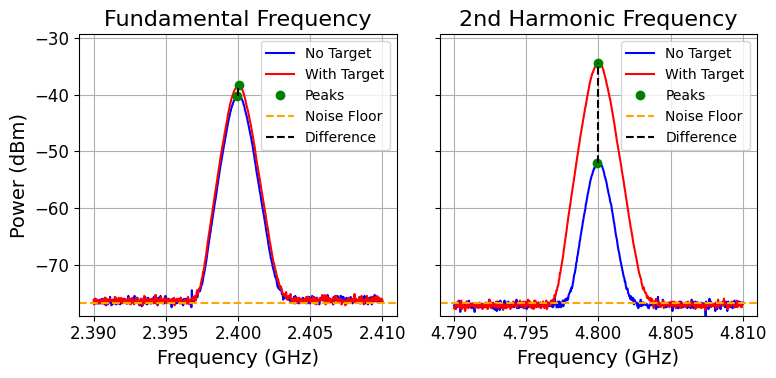 Fundamental Frequency
2nd Harmonic Frequency
No Target
With Target
Peaks
Noise Floor
Difference
No Target
With Target
Peaks
Noise Floor
Difference
Power (dBm)
−30
−40
−50
−60
−70
2.390
2.395
2.400
2.405
2.410
4.790
4.795
4.800
4.805
4.810
Frequency (GHz)
Frequency (GHz)